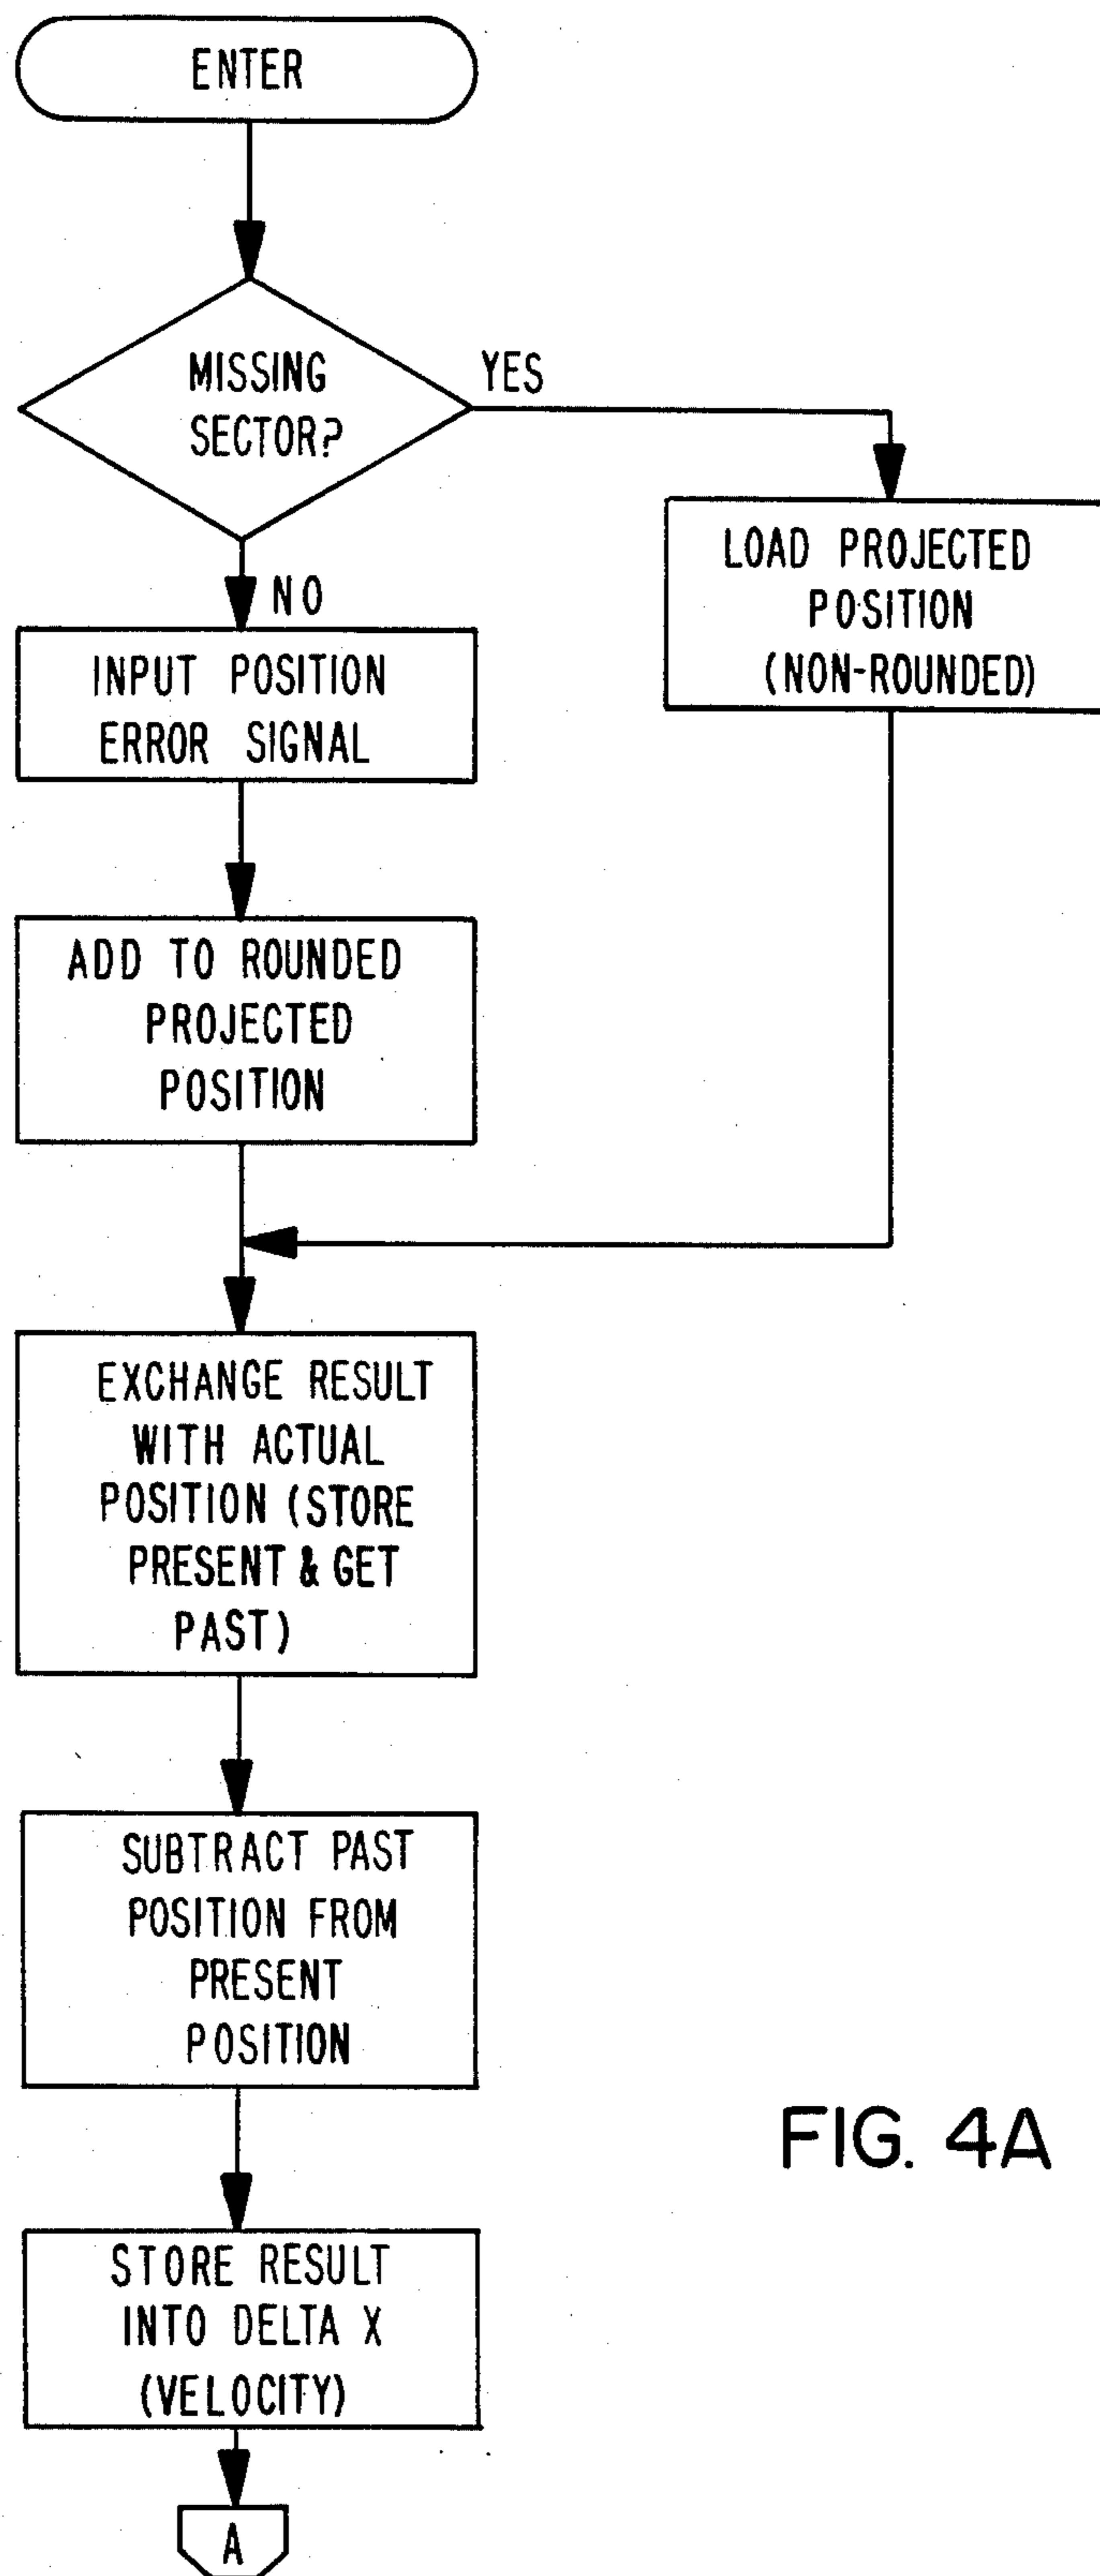 ENTER
MISSING
SECTOR?
YES
NO
LOAD PROJECTED
POSITION
(NON-ROUNDED)
INPUT POSITION
ERROR SIGNAL
ADD TO ROUNDED
PROJECTED
POSITION
EXCHANGE RESULT
WITH ACTUAL
POSITION (STORE
PRESENT & GET
PAST)
SUBTRACT PAST
POSITION FROM
PRESENT
POSITION
STORE RESULT
INTO DELTA X
(VELOCITY)
A
FIG. 4A